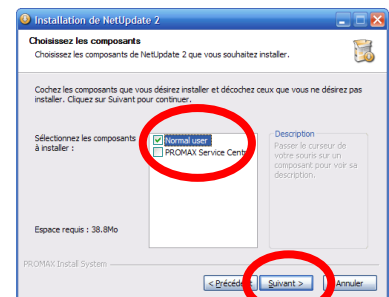 Installation de NetUpdate 2
Choisissez les composants
Choisissez les composants de NetUpdate 2 que vous souhaitez installer.
Cochez les composants que vous désirez installer et décochez ceux que vous ne désirez pas
installer. Cliquez sur Suivant pour continuer.
Sélectionnez les composants
à installer :
Normal user
PROMAX Service
Description
Passer le curseur de
votre souris sur un
composant pour voir sa
description.
Espace requis : 38.8Mo
PROMAX Install System
< Précéde
Suivant >
Annuler